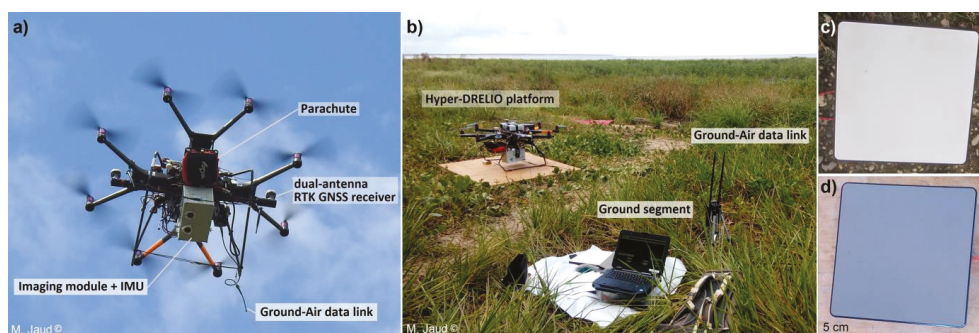 a)
Parachute
dual-antenna
RTK GNSS receiver
Imaging module + IMU
Ground-Air data link
M. Jaud ©
b)
Hyper-DRELIO platform
Ground-Air data link
Ground segment
M. Jaud ©
c)
d)
5 cm